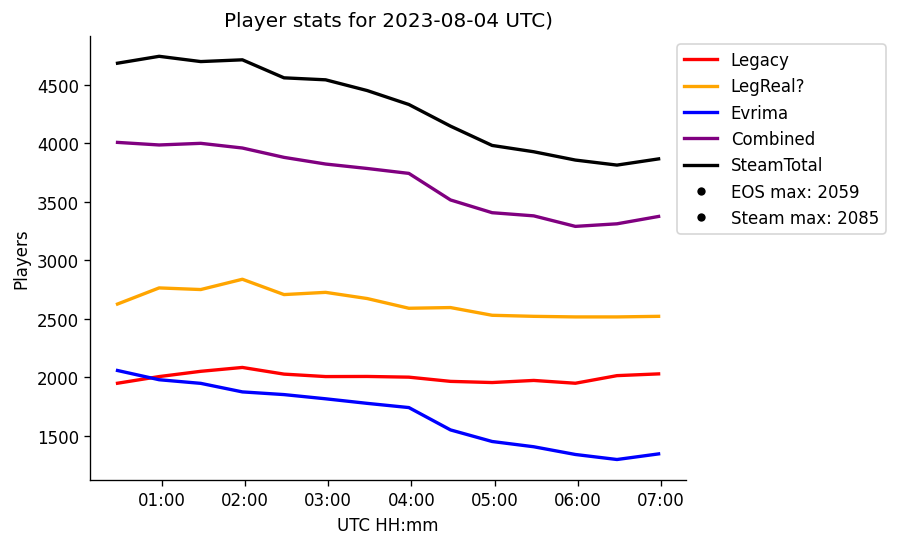 Player stats for 2023-08-04 UTC)
Legacy
LegReal?
Evrima
Combined
SteamTotal
EOS max: 2059
Steam max: 2085
4500
4000
3500
3000
2500
2000
1500
Players
01:00 02:00 03:00 04:00 05:00 06:00 07:00
UTC HH:mm